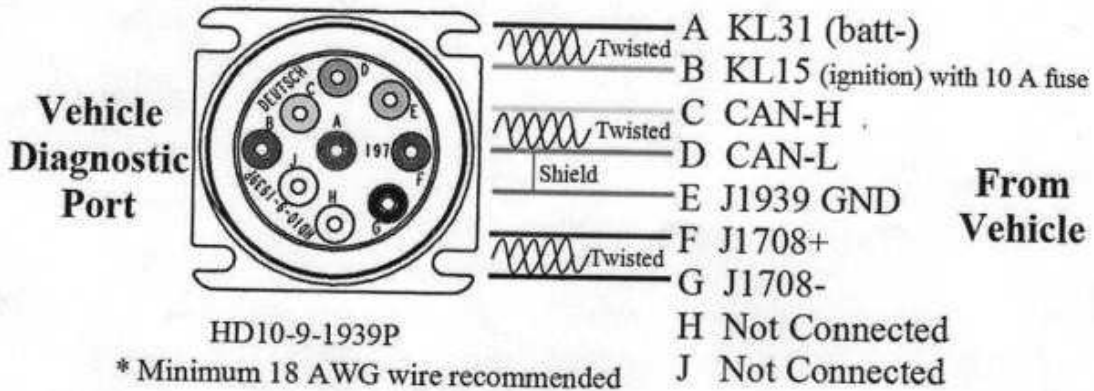 Vehicle
Diagnostic
Port
DEUTSCH
A
B
C
D
E
F
G
H
J
197
HD10-9-1939P
HD10-9-1939P
* Minimum 18 AWG wire recommended
Twisted
Twisted
Shield
Twisted
A KL31 (batt-)
B KL15 (ignition) with 10 A fuse
C CAN-H
D CAN-L
E J1939 GND
F J1708+
G J1708-
H Not Connected
J Not Connected
From
Vehicle